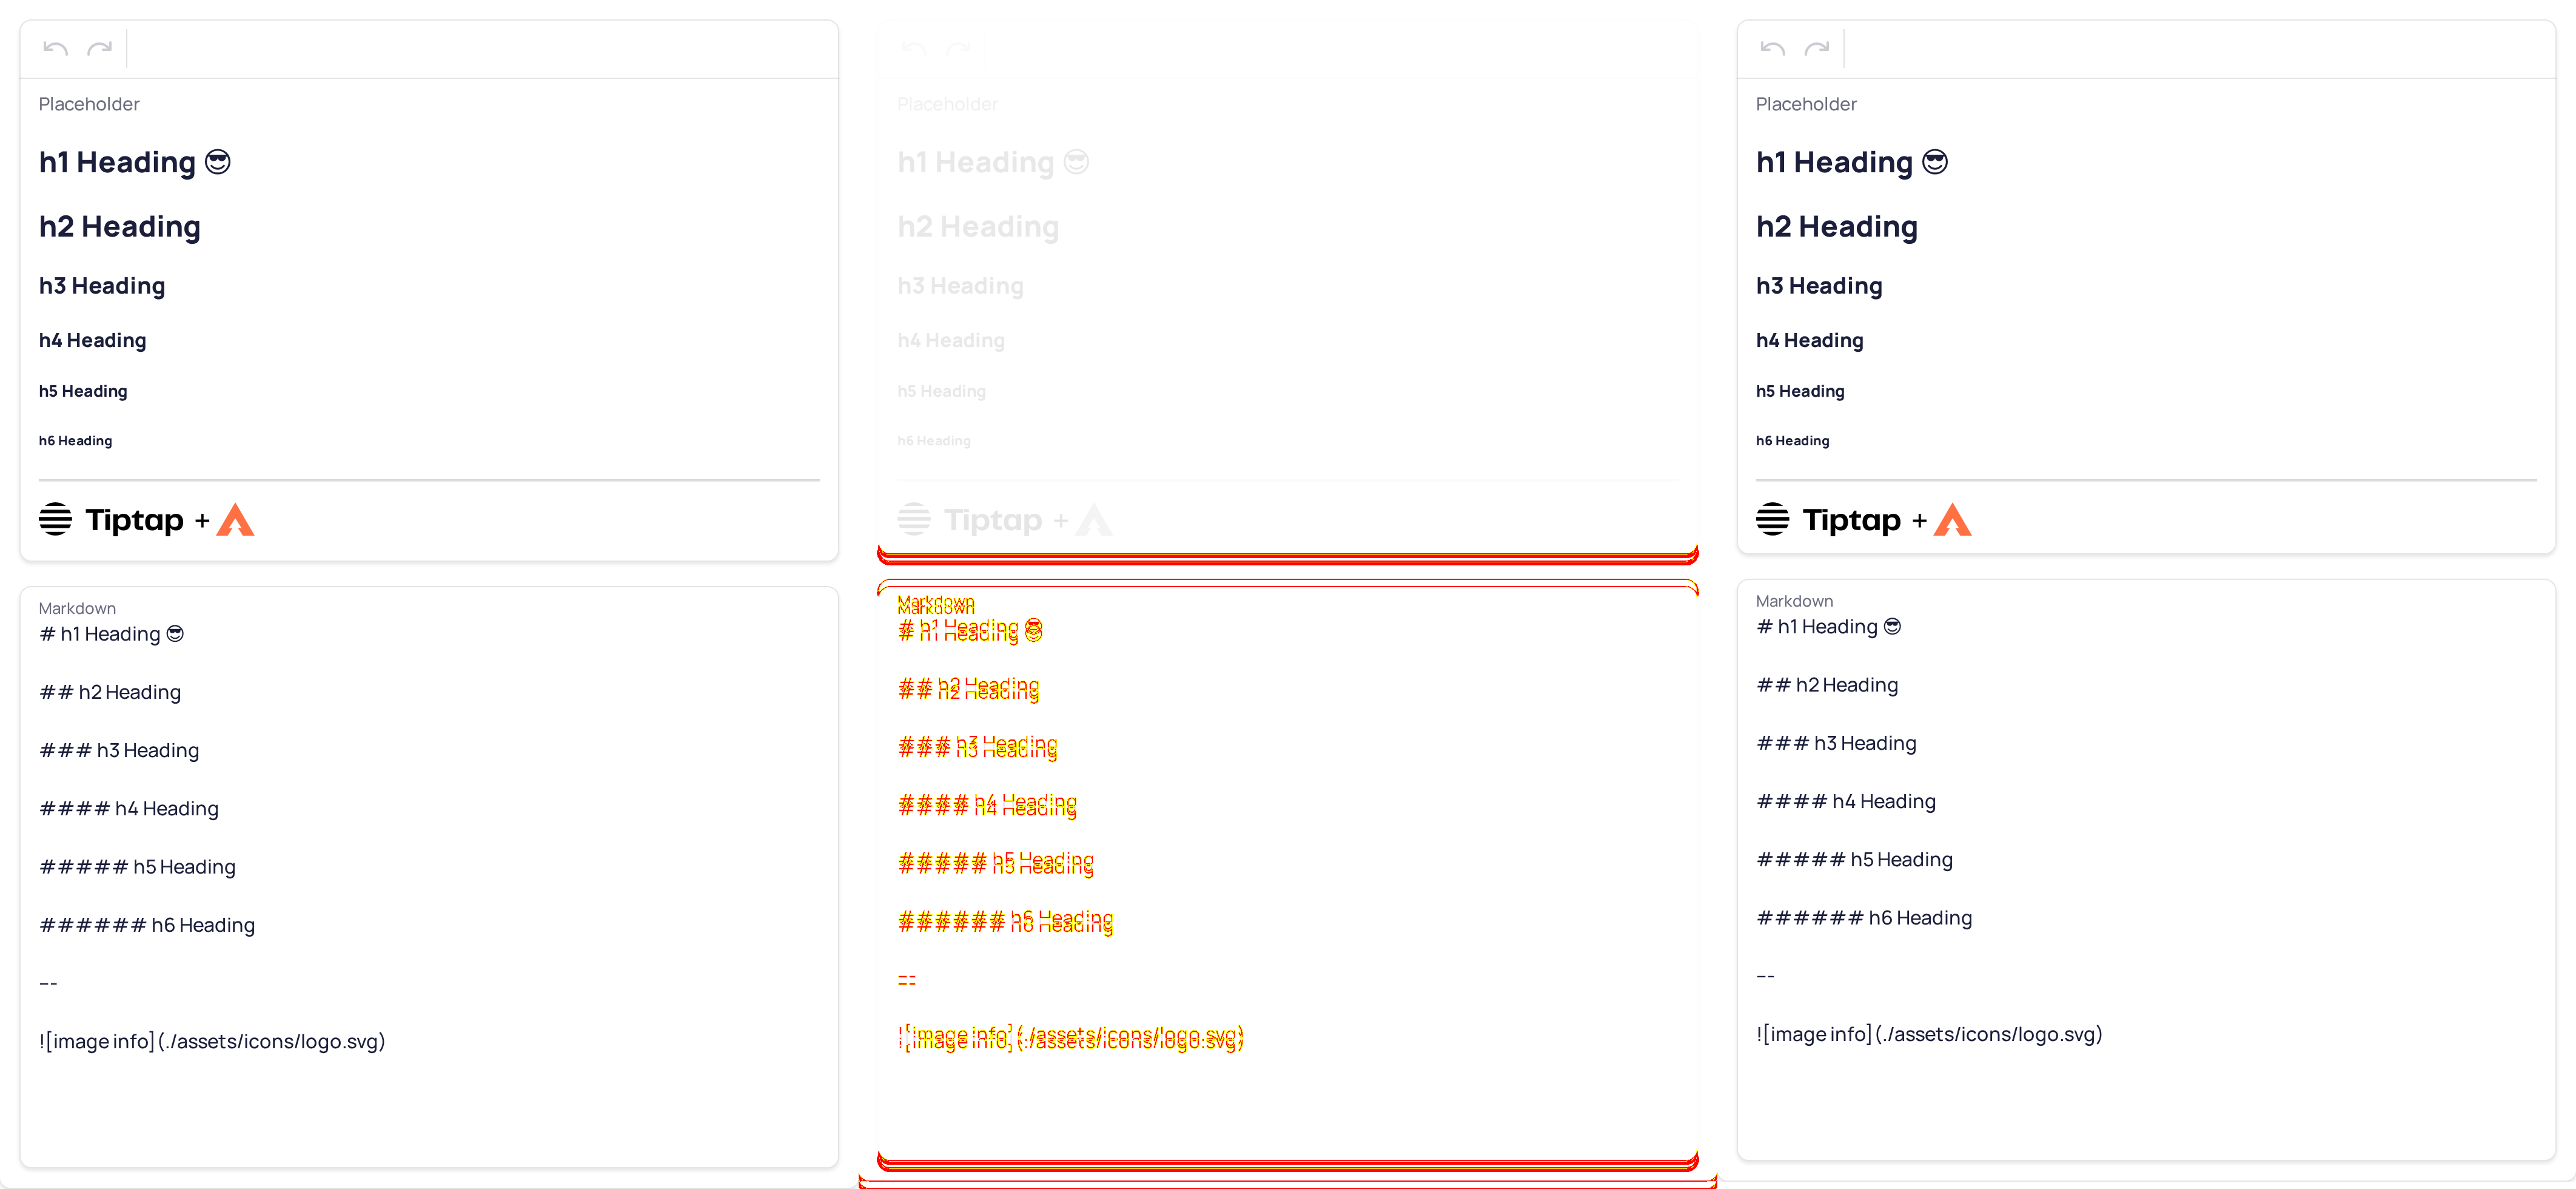 Placeholder
h1 Heading 😎
h2 Heading
h3 Heading
h4 Heading
h5 Heading
h6 Heading
Tiptap +
Markdown
# h1 Heading 😎
## h2 Heading
### h3 Heading
#### h4 Heading
##### h5 Heading
###### h6 Heading
--
![image info](./assets/icons/logo.svg)
Placeholder
h1 Heading 😎
h2 Heading
h3 Heading
h4 Heading
h5 Heading
h6 Heading
Tiptap +
Markdown
# h1 Heading 😎
## h2 Heading
### h3 Heading
#### h4 Heading
##### h5 Heading
###### h6 Heading
--
![image info](./assets/icons/logo.svg)
Placeholder
h1 Heading 😎
h2 Heading
h3 Heading
h4 Heading
h5 Heading
h6 Heading
Tiptap +
Markdown
# h1 Heading 😎
## h2 Heading
### h3 Heading
#### h4 Heading
##### h5 Heading
###### h6 Heading
--
![image info](./assets/icons/logo.svg)